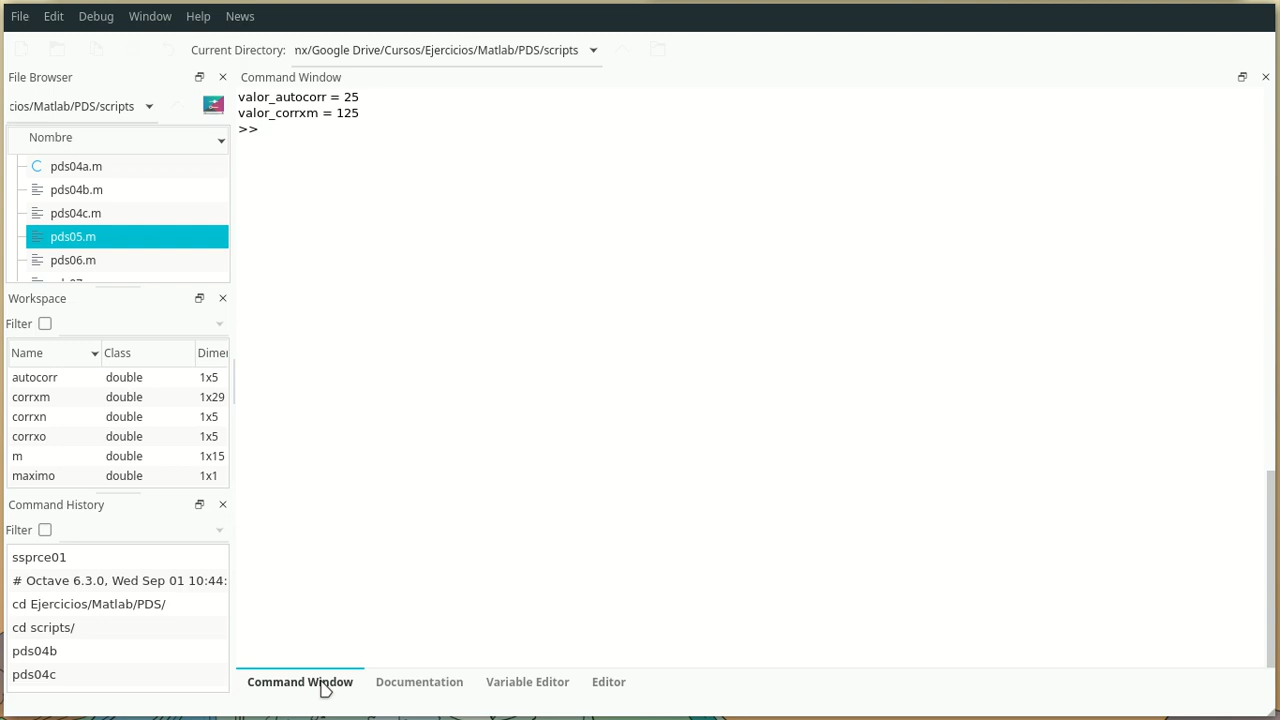 File Edit Debug Window Help News
Current Directory: nx/Google Drive/Cursos/Ejercicios/Matlab/PDS/scripts
File Browser
cios/Matlab/PDS/scripts
Nombre
pds04a.m
pds04b.m
pds04c.m
pds05.m
pds06.m
Workspace
Filter
Name Class Dimer
autocorr double 1x5
corrxm double 1x29
corrxn double 1x5
corrxo double 1x5
m double 1x15
maximo double 1x1
Command History
Filter
ssprce01
# Octave 6.3.0, Wed Sep 01 10:44:
cd Ejercicios/Matlab/PDS/
cd scripts/
pds04b
pds04c
Command Window
valor_autocorr = 25
valor_corrxm = 125
>>
Command Window Documentation Variable Editor Editor